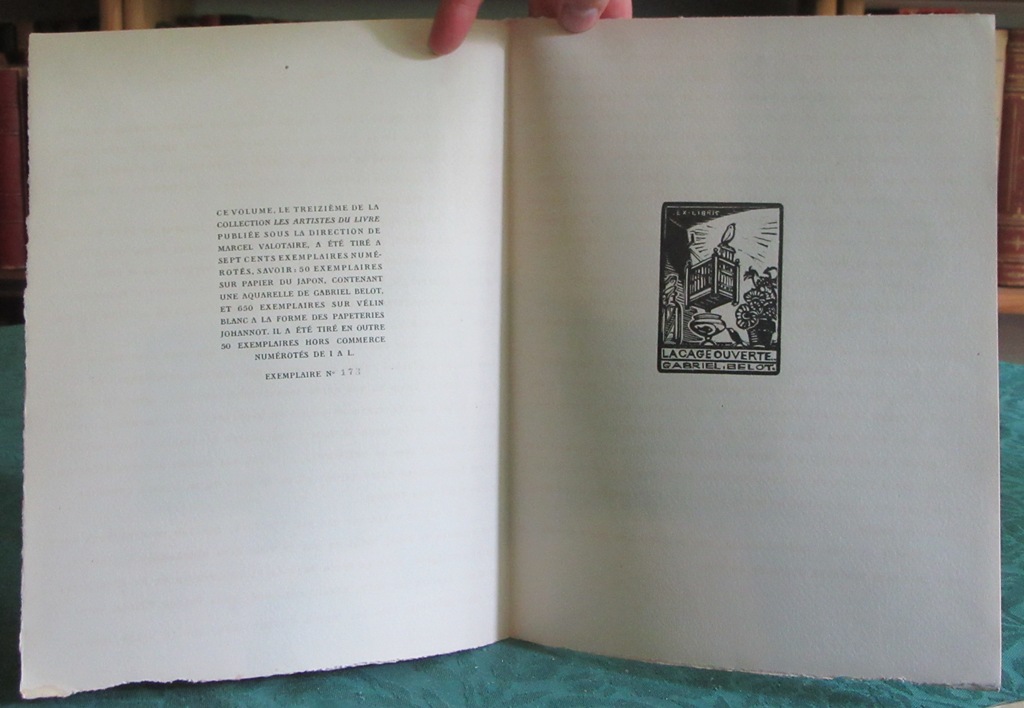 CE VOLUME, LE TREIZIÈME DE LA
COLLECTION LES ARTISTES DU LIVRE
PUBLIÉE SOUS LA DIRECTION DE
MARCEL VALOTAIRE, A ÉTÉ TIRÉ A
SEPT CENTS EXEMPLAIRES NUMÉ-
ROTÉS, SAVOIR : 50 EXEMPLAIRES
SUR PAPIER DU JAPON, CONTENANT
UNE AQUARELLE DE GABRIEL BELOT,
ET 650 EXEMPLAIRES SUR VÉLIN
BLANC A LA FORME DES PAPETERIES
JOHANNOT. IL A ÉTÉ TIRÉ EN OUTRE
50 EXEMPLAIRES HORS COMMERCE
NUMÉROTÉS DE I A L.
EXEMPLAIRE Nº
EX-LIBRIS
LA CAGE OUVERTE
GABRIEL.BELOT.